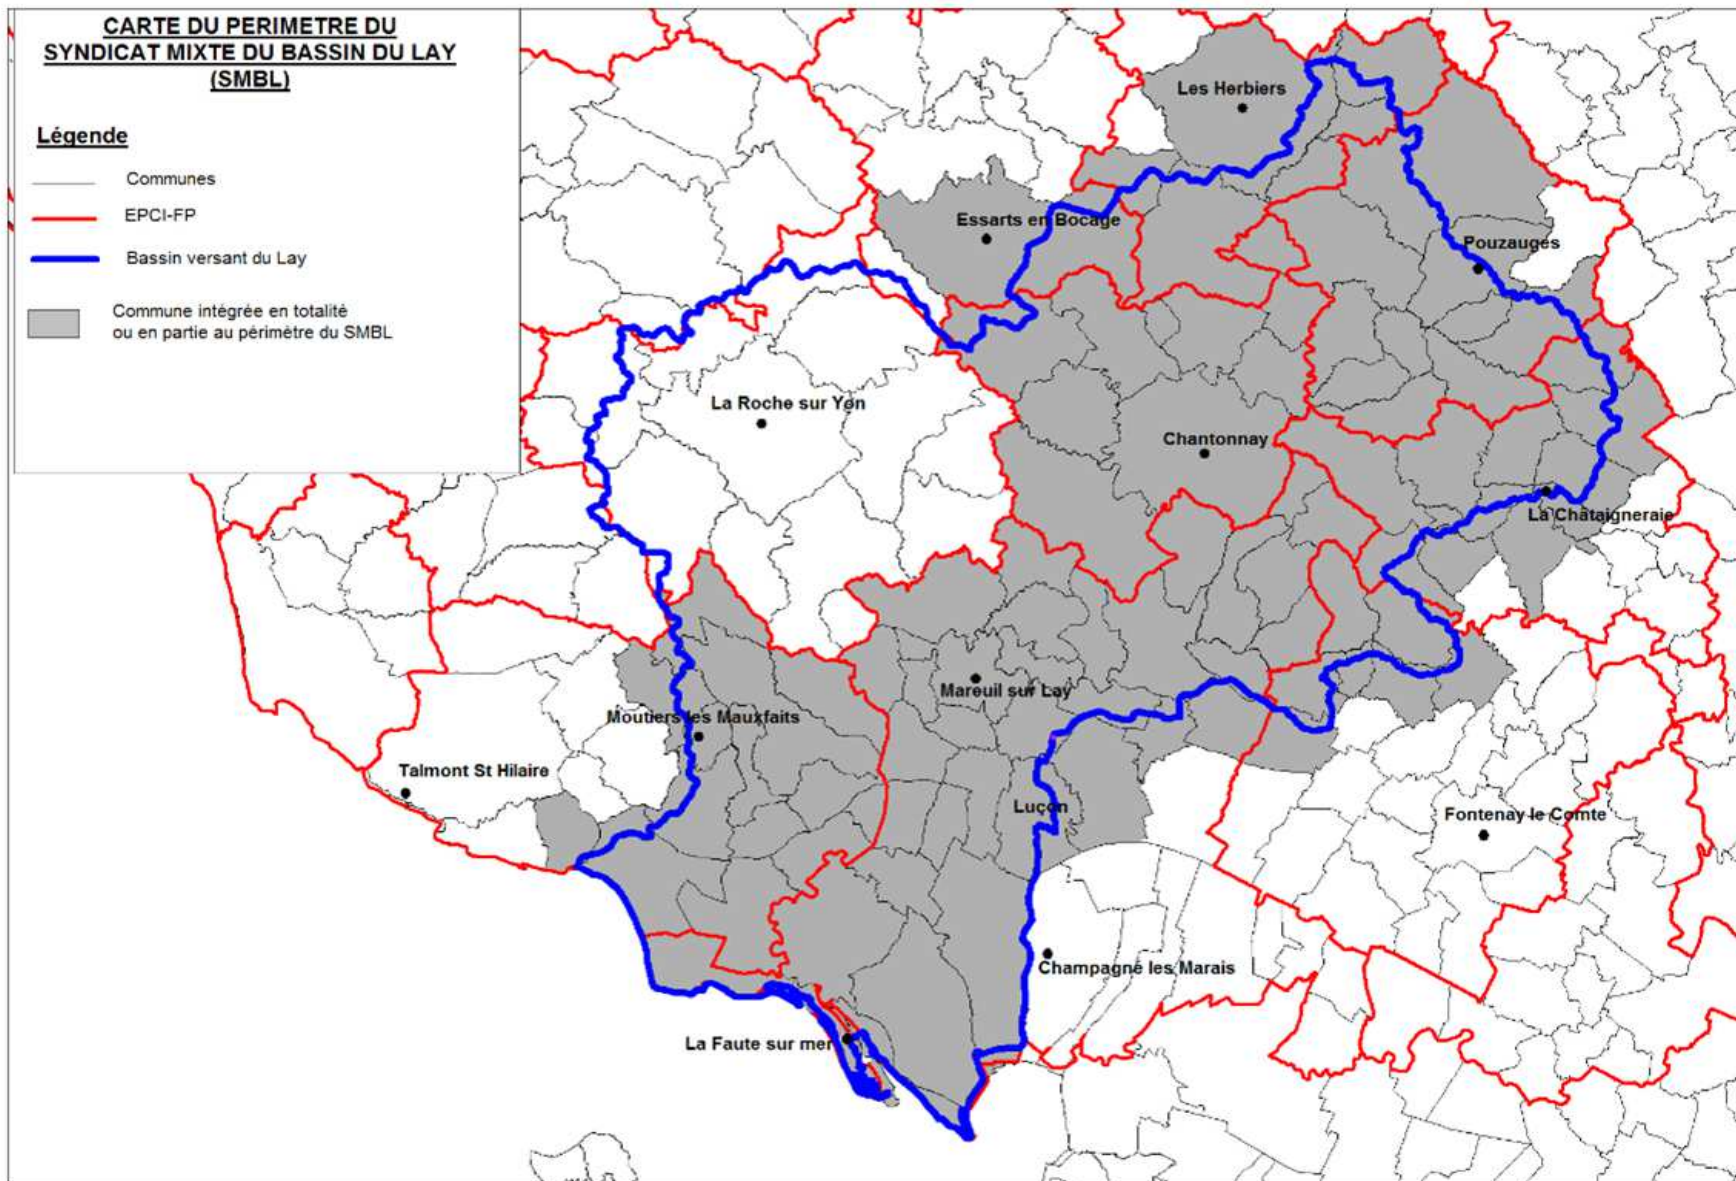 CARTE DU PERIMETRE DU
SYNDICAT MIXTE DU BASSIN DU LAY
(SMBL)
Légende
Communes
EPCI-FP
Bassin versant du Lay
Commune intégrée en totalité
ou en partie au périmètre du SMBL
Les Herbiers
Essarts en Bocage
Pouzauges
La Roche sur Yon
Chantonnay
La Châtaigneraie
Mareuil sur Lay
Moutiers les Mauxfaits
Talmont St Hilaire
Luçon
Fontenay le Comte
Champagné les Marais
La Faute sur mer